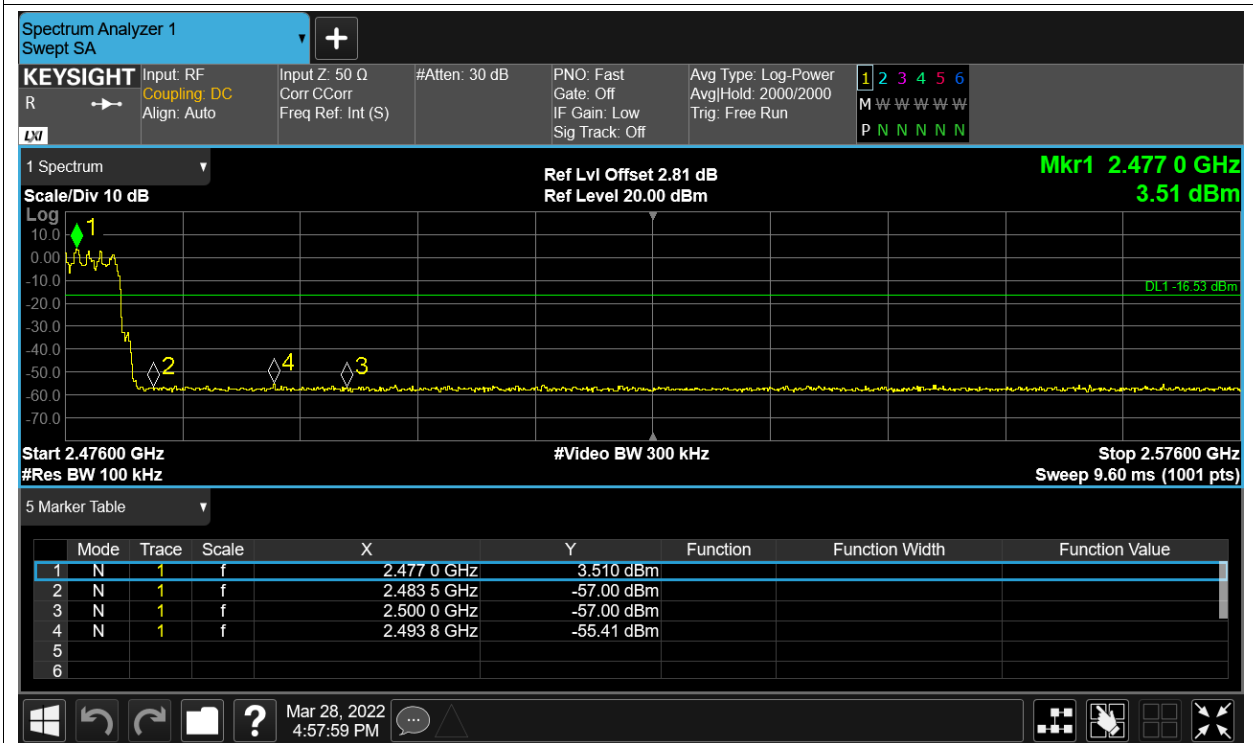 Spectrum Analyzer 1
Swept SA
+
KEYSIGHT Input: RF Input Z: 50 Ω #Atten: 30 dB PNO: Fast Avg Type: Log-Power 1 2 3 4 5 6
R Coupling: DC Corr CCorr Gate: Off Avg|Hold: 2000/2000 M W W W W W
Align: Auto Freq Ref: Int (S) IF Gain: Low Trig: Free Run
LXI Sig Track: Off P N N N N N
1 Spectrum Ref Lvl Offset 2.81 dB Mkr1 2.477 0 GHz
Scale/Div 10 dB Ref Level 20.00 dBm 3.51 dBm
Log
10.0 1
0.00
-10.0 DL1 -16.53 dBm
-20.0
-30.0
-40.0
-50.0 2 4 3
-60.0
-70.0
Start 2.47600 GHz #Video BW 300 kHz Stop 2.57600 GHz
#Res BW 100 kHz Sweep 9.60 ms (1001 pts)
5 Marker Table
Mode Trace Scale X Y Function Function Width Function Value
1 N 1 f 2.477 0 GHz 3.510 dBm
2 N 1 f 2.483 5 GHz -57.00 dBm
3 N 1 f 2.500 0 GHz -57.00 dBm
4 N 1 f 2.493 8 GHz -55.41 dBm
5
6
? Mar 28, 2022
4:57:59 PM